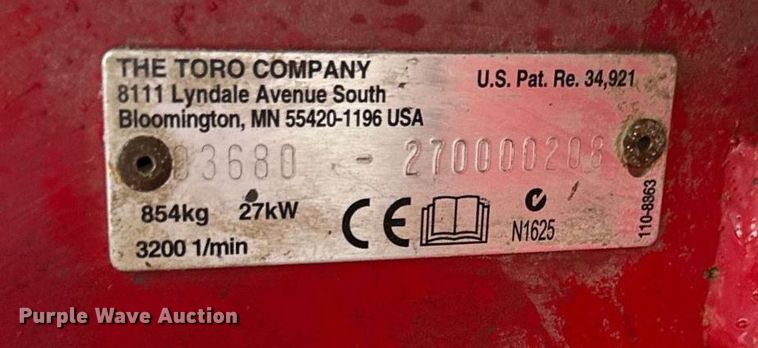 THE TORO COMPANY
8111 Lyndale Avenue South
Bloomington, MN 55420-1196 USA
U.S. Pat. Re. 34,921
03680 - 270000208
854kg 27kW
3200 1/min
CE
N1625
110-8863
Purple Wave Auction